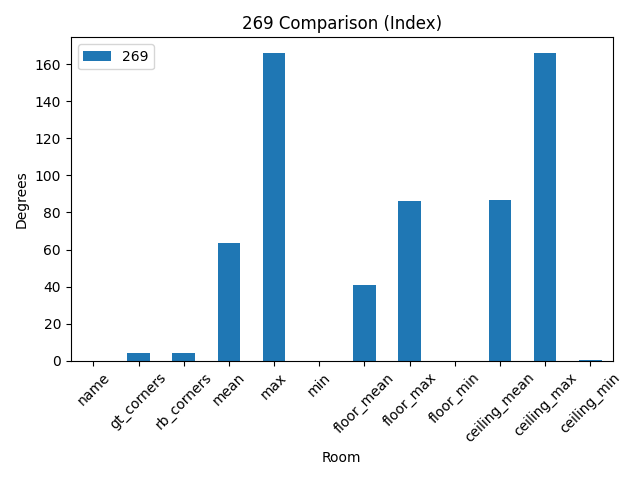 269 Comparison (Index)
269
Degrees
160
140
120
100
80
60
40
20
0
name
gt_corners
rb_corners
mean
max
min
floor_mean
floor_max
floor_min
ceiling_mean
ceiling_max
ceiling_min
Room